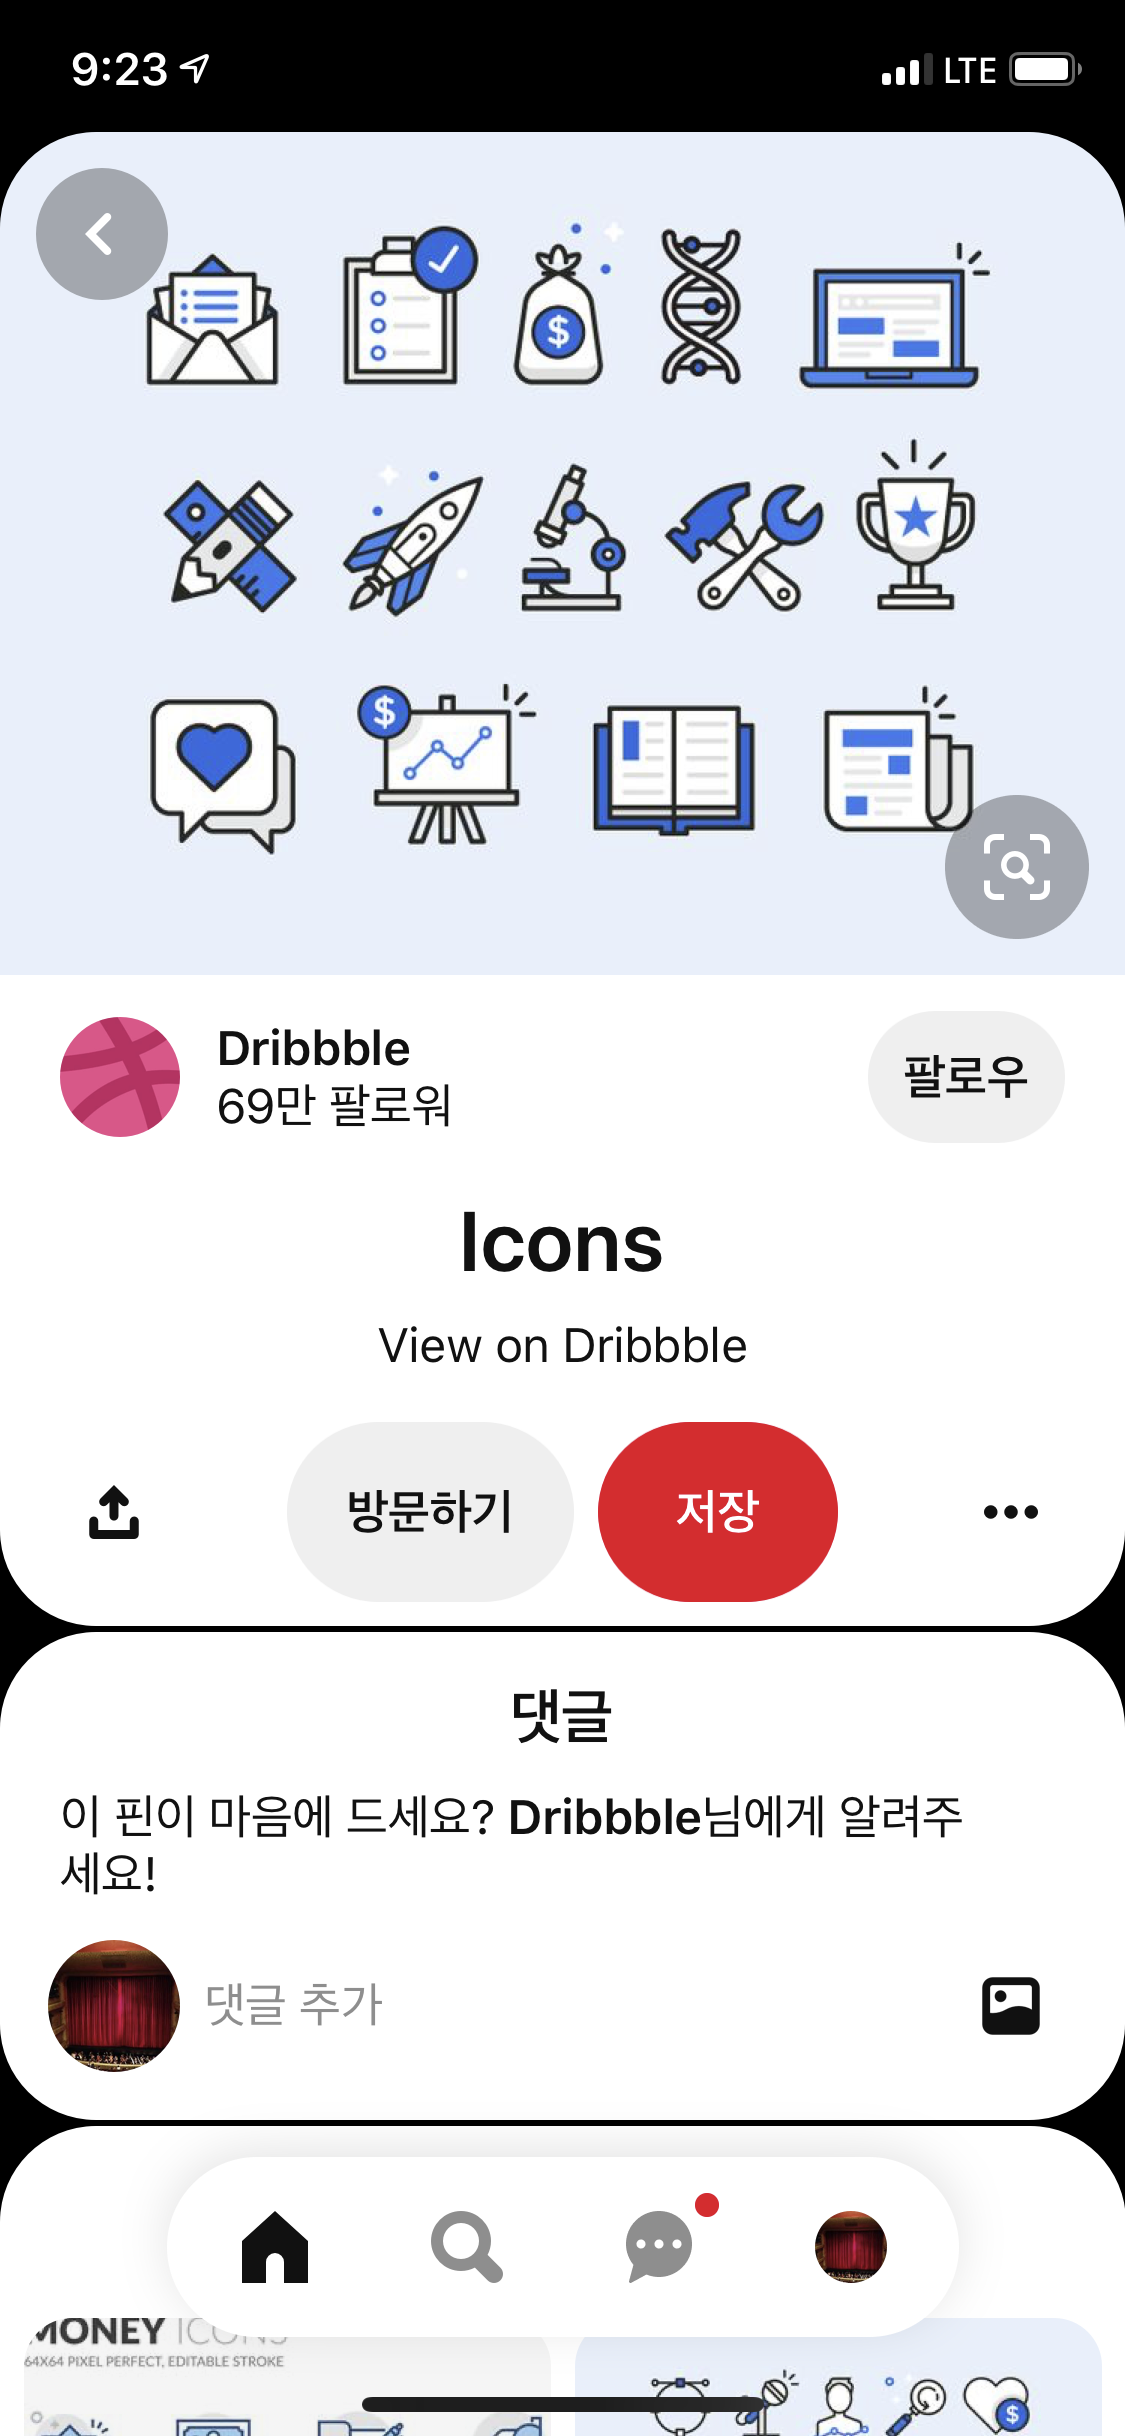 9:23
LTE
$
Dribbble
69만 팔로워
팔로우
Icons
View on Dribbble
방문하기
저장
댓글
이 핀이 마음에 드세요? Dribbble님에게 알려주
세요!
댓글 추가
MONEY ICONS
64X64 PIXEL PERFECT, EDITABLE STROKE
$